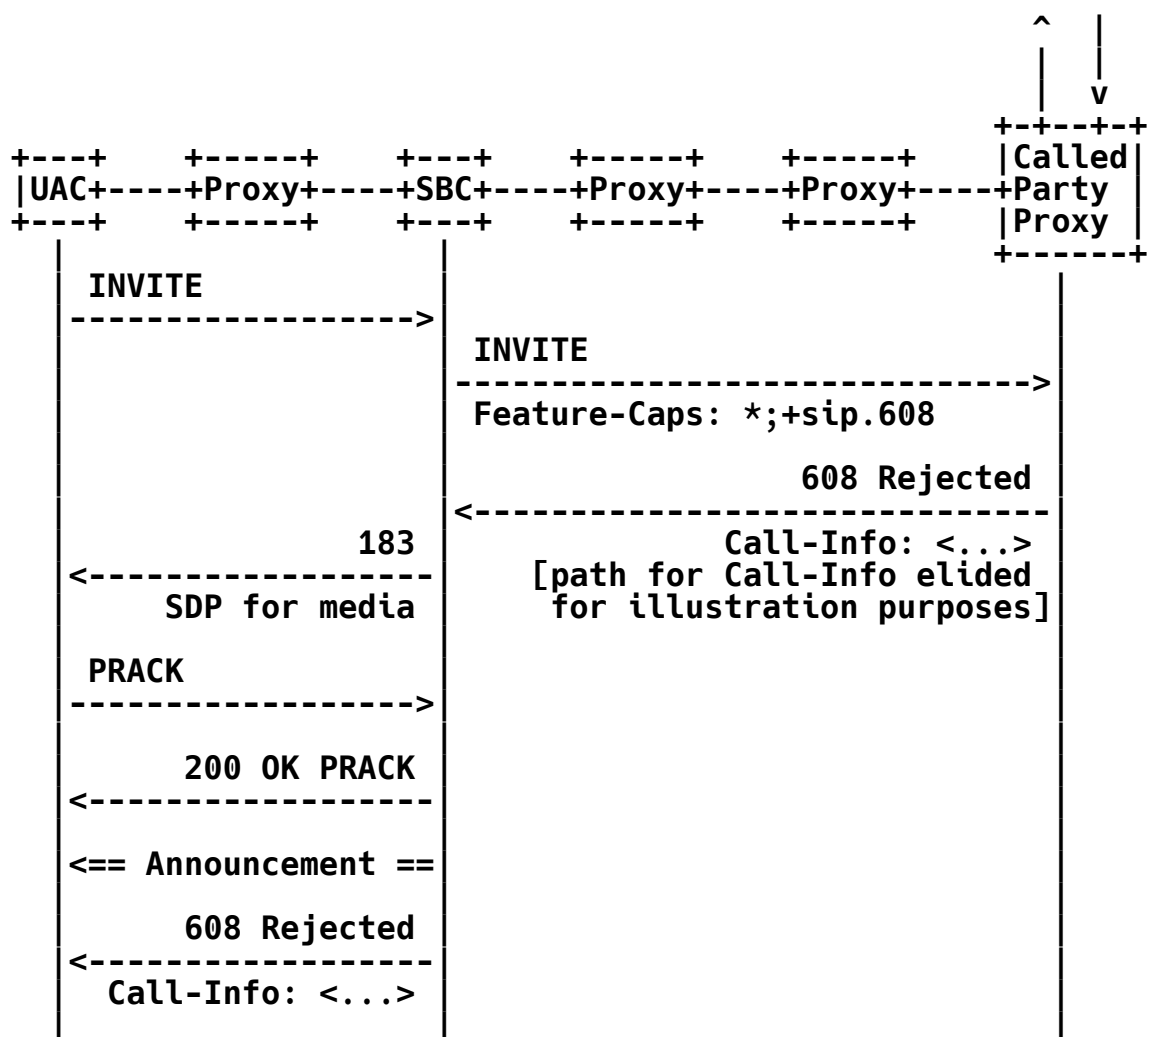 ^  |
                                                      |  |
                                                      |  v
                                                    +-+--+-+
+---+    +-----+    +---+    +-----+    +-----+    |Called|
|UAC+----+Proxy+----+SBC+----+Proxy+----+Proxy+----+Party |
+---+    +-----+    +---+    +-----+    +-----+    |Proxy |
  |                   |                             +------+
  | INVITE            |                               |
  |------------------>|                               |
  |                   | INVITE                        |
  |                   |------------------------------>|
  |                   | Feature-Caps: *;+sip.608      |
  |                   |                               |
  |                   |                  608 Rejected |
  |                   |<------------------------------|
  |               183 |              Call-Info: <...> |
  |<------------------|    [path for Call-Info elided |
  |     SDP for media |     for illustration purposes]|
  |                   |                               |
  | PRACK             |                               |
  |------------------>|                               |
  |                   |                               |
  |      200 OK PRACK |                               |
  |<------------------|                               |
  |                   |                               |
  |<== Announcement ==|                               |
  |                   |                               |
  |      608 Rejected |                               |
  |<------------------|                               |
  |  Call-Info: <...> |                               |
  |                   |                               |